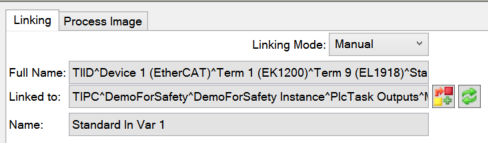 Linking Process Image
Linking Mode: Manual
Full Name: TIID^Device 1 (EtherCAT)^Term 1 (EK1200)^Term 9 (EL1918)^Sta
Linked to: TIPC^DemoForSafety^DemoForSafety Instance^PlcTask Outputs^
Name: Standard In Var 1